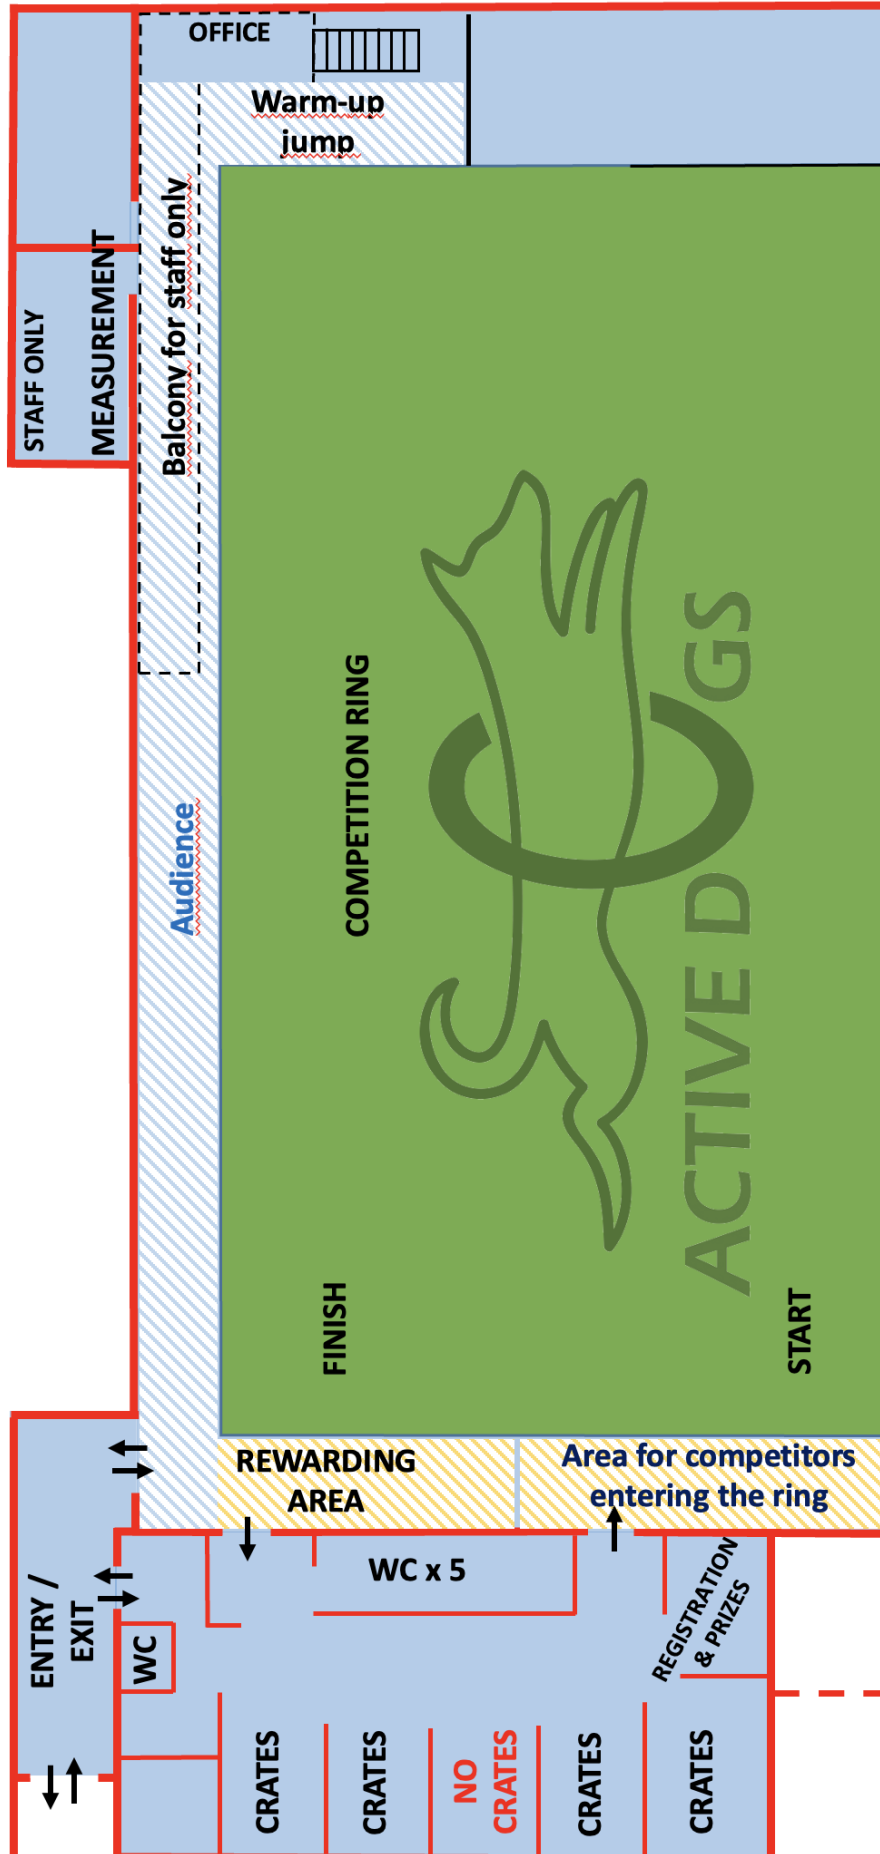 OFFICE
Warm-up
jump
Balcony for staff only
STAFF ONLY
MEASUREMENT
Audience
COMPETITION RING
ACTIVE D GS
FINISH
START
REWARDING
AREA
Area for competitors
entering the ring
ENTRY /
EXIT
WC
WC x 5
REGISTRATION
& PRIZES
CRATES
CRATES
NO
CRATES
CRATES
CRATES